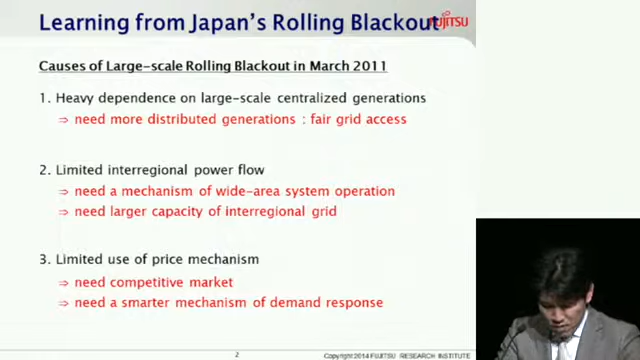 Learning from Japan's Rolling Blackout
FUJITSU
Causes of Large-scale Rolling Blackout in March 2011
1. Heavy dependence on large-scale centralized generations
⇒ need more distributed generations : fair grid access
2. Limited interregional power flow
⇒ need a mechanism of wide-area system operation
⇒ need larger capacity of interregional grid
3. Limited use of price mechanism
⇒ need competitive market
⇒ need a smarter mechanism of demand response
2
Copyright 2014 FUJITSU RESEARCH INSTITUTE